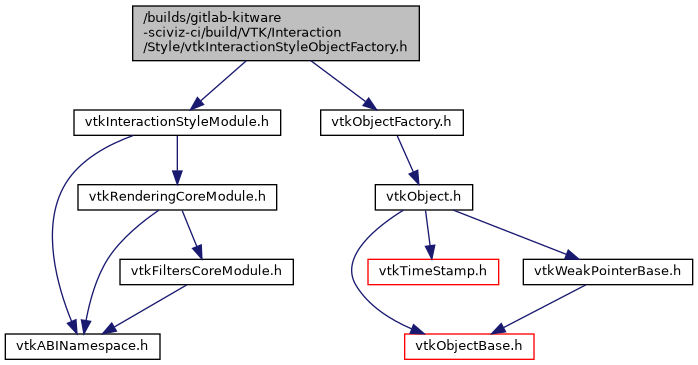 /builds/gitlab-kitware
-sciviz-ci/build/VTK/Interaction
/Style/vtkInteractionStyleObjectFactory.h
vtkInteractionStyleModule.h
vtkObjectFactory.h
vtkRenderingCoreModule.h
vtkObject.h
vtkFiltersCoreModule.h
vtkTimeStamp.h
vtkWeakPointerBase.h
vtkABINamespace.h
vtkObjectBase.h